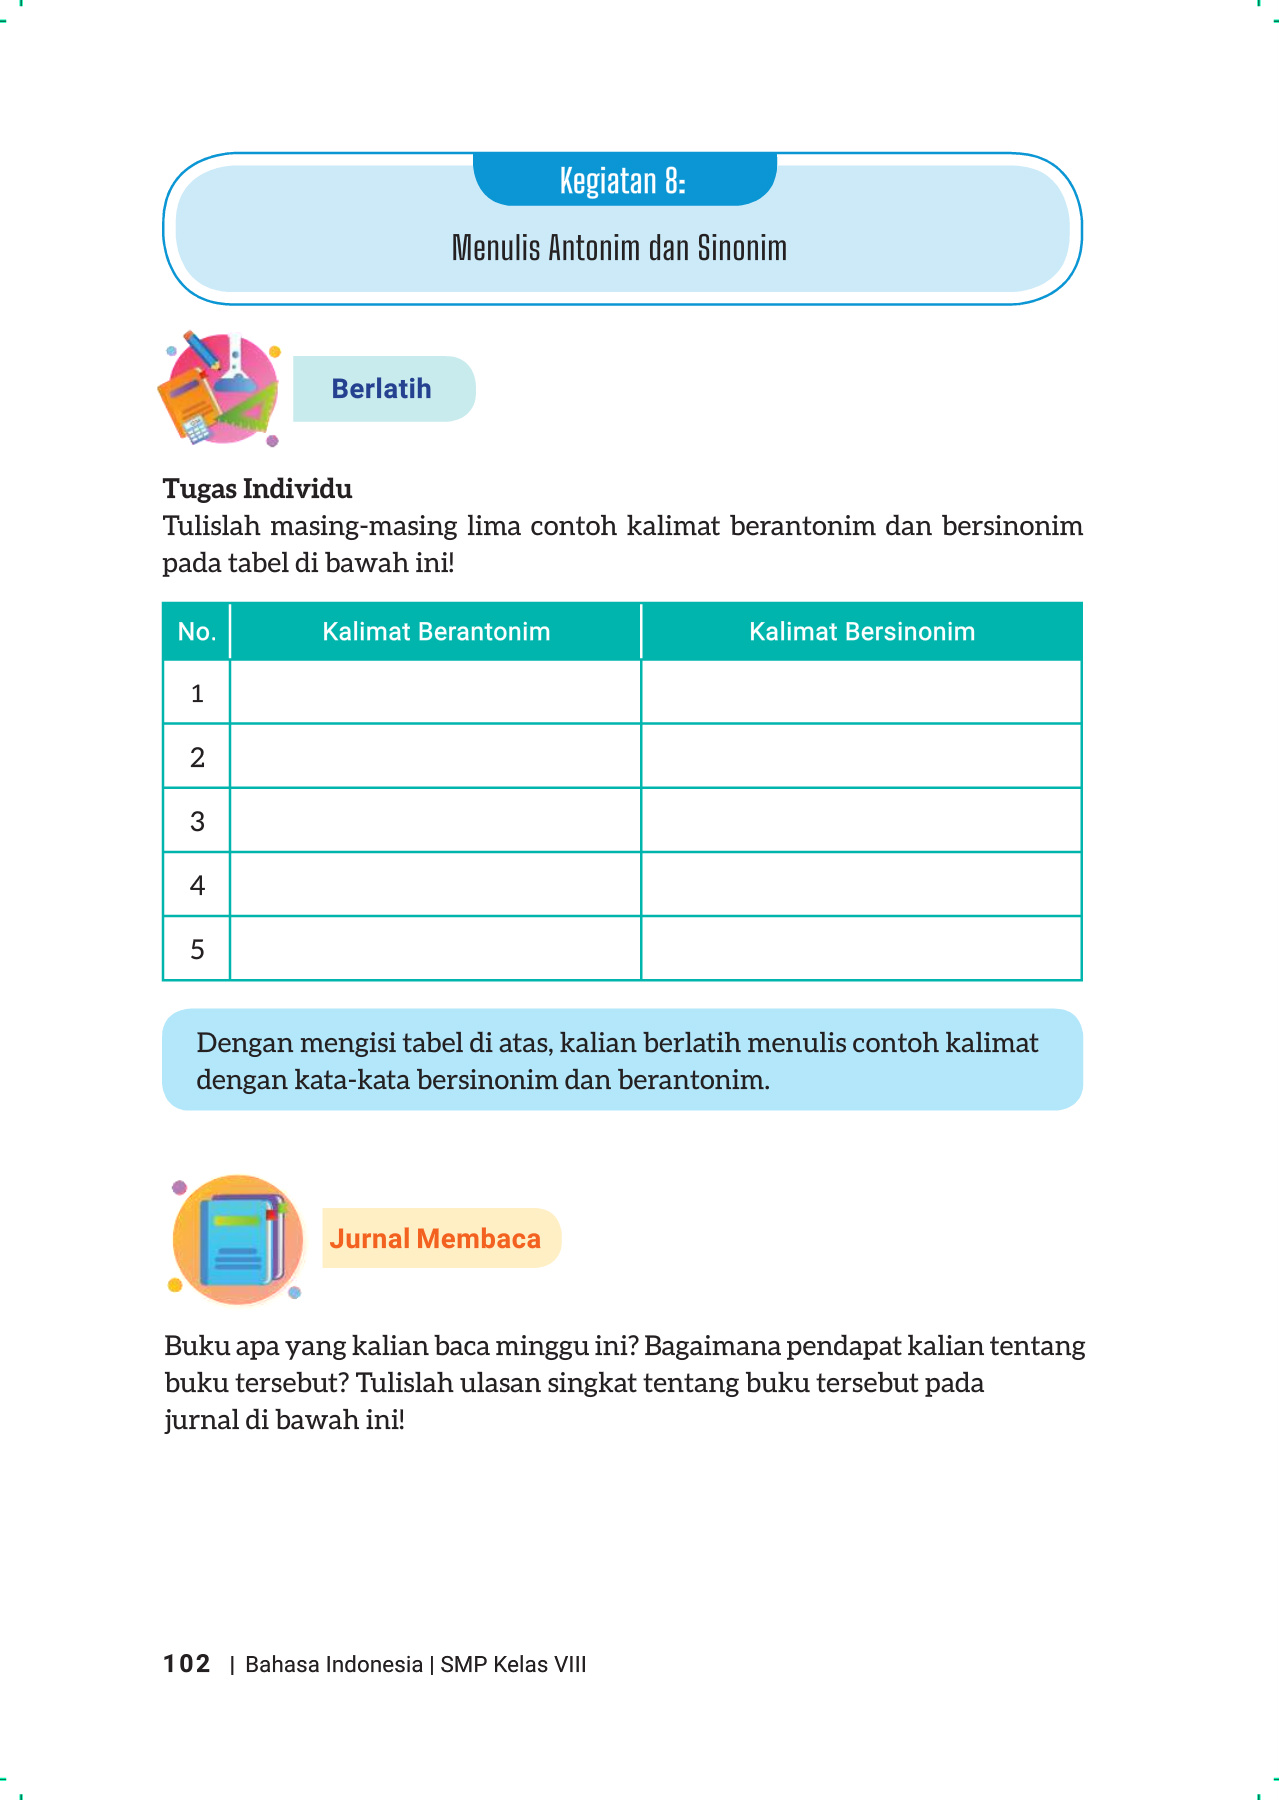 Kegiatan 8:
Menulis Antonim dan Sinonim
Berlatih
Tugas Individu
Tulislah masing-masing lima contoh kalimat berantonim dan bersinonim
pada tabel di bawah ini!
No. Kalimat Berantonim Kalimat Bersinonim
1
2
3
4
5
Dengan mengisi tabel di atas, kalian berlatih menulis contoh kalimat
dengan kata-kata bersinonim dan berantonim.
Jurnal Membaca
Buku apa yang kalian baca minggu ini? Bagaimana pendapat kalian tentang
buku tersebut? Tulislah ulasan singkat tentang buku tersebut pada
jurnal di bawah ini!
102 | Bahasa Indonesia | SMP Kelas VIII